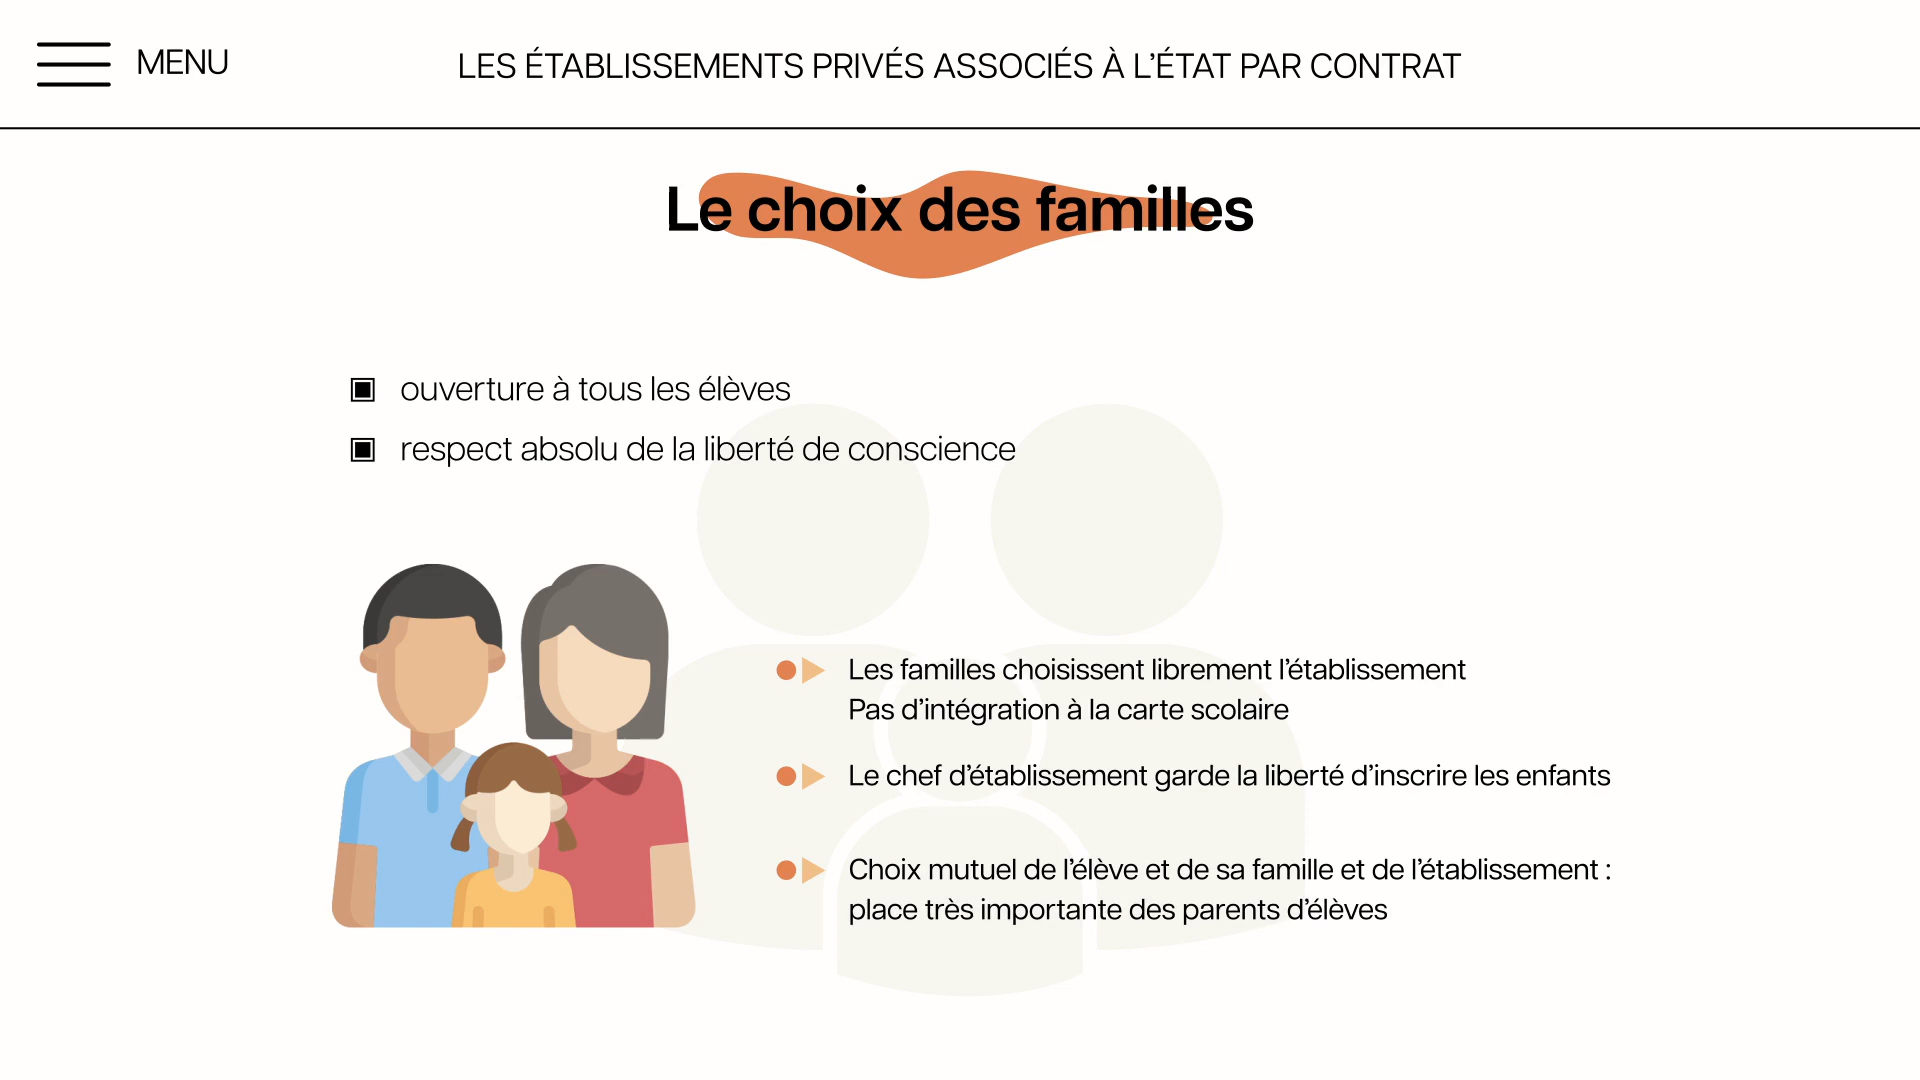 MENU
LES ÉTABLISSEMENTS PRIVÉS ASSOCIÉS À L’ÉTAT PAR CONTRAT
Le choix des familles
ouverture à tous les élèves
respect absolu de la liberté de conscience
Les familles choisissent librement l’établissement
Pas d’intégration à la carte scolaire
Le chef d’établissement garde la liberté d’inscrire les enfants
Choix mutuel de l’élève et de sa famille et de l’établissement :
place très importante des parents d’élèves